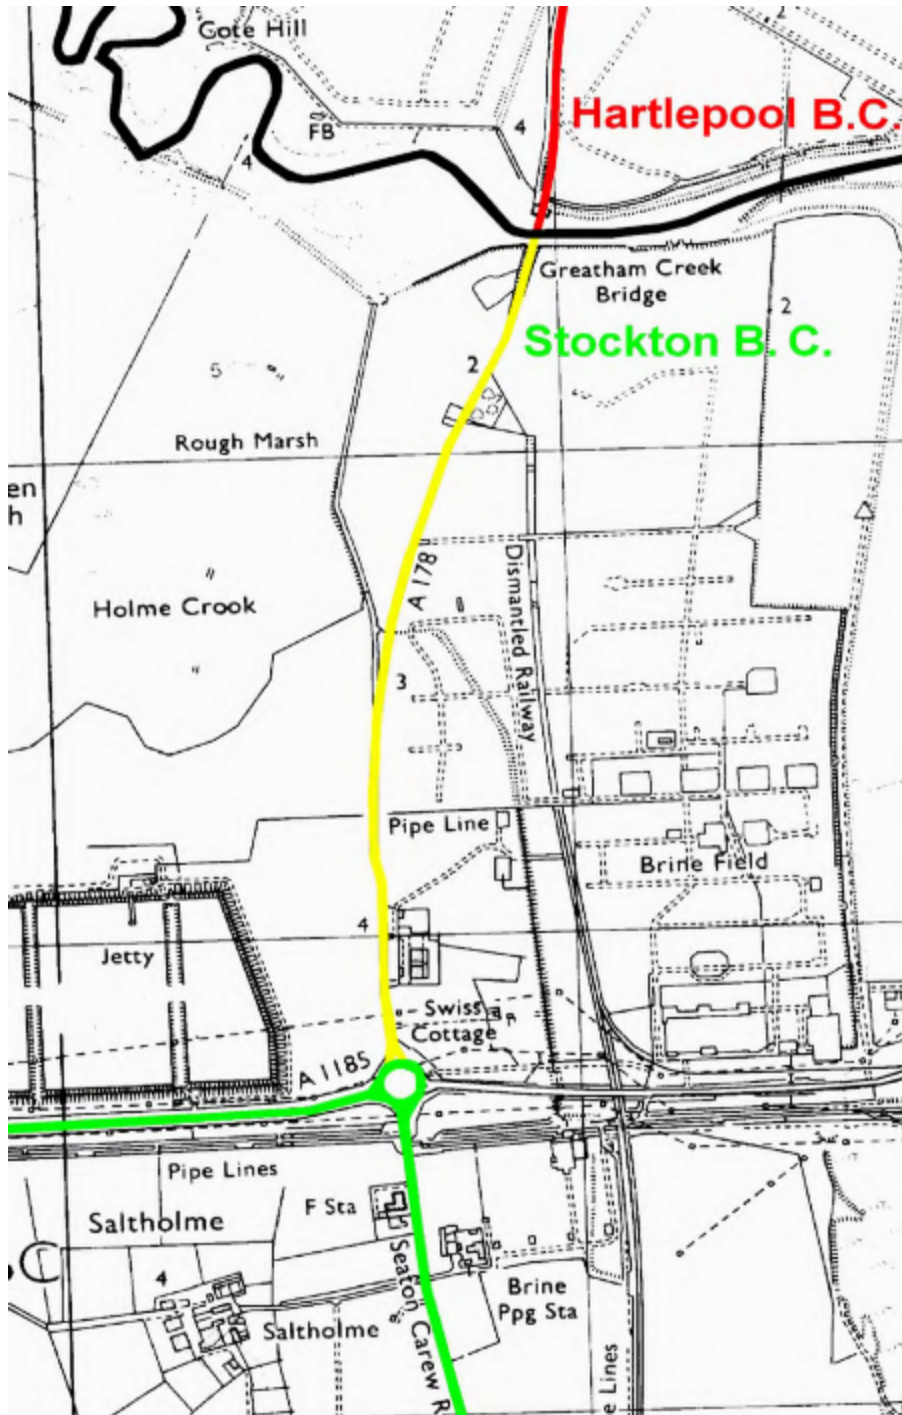 Gote Hill
FB
4
4
Hartlepool B.C.
Greatham Creek
Bridge
2
Stockton B. C.
2
5
Rough Marsh
en
h
A 178
Dismantled Railway
Holme Crook
3
Pipe Line
Brine Field
4
Jetty
Swiss
Cottage
A 1185
Pipe Lines
Saltholme
F Sta
C
4
Seaton Carew R
Brine
Ppg Sta
Saltholme
e Lines